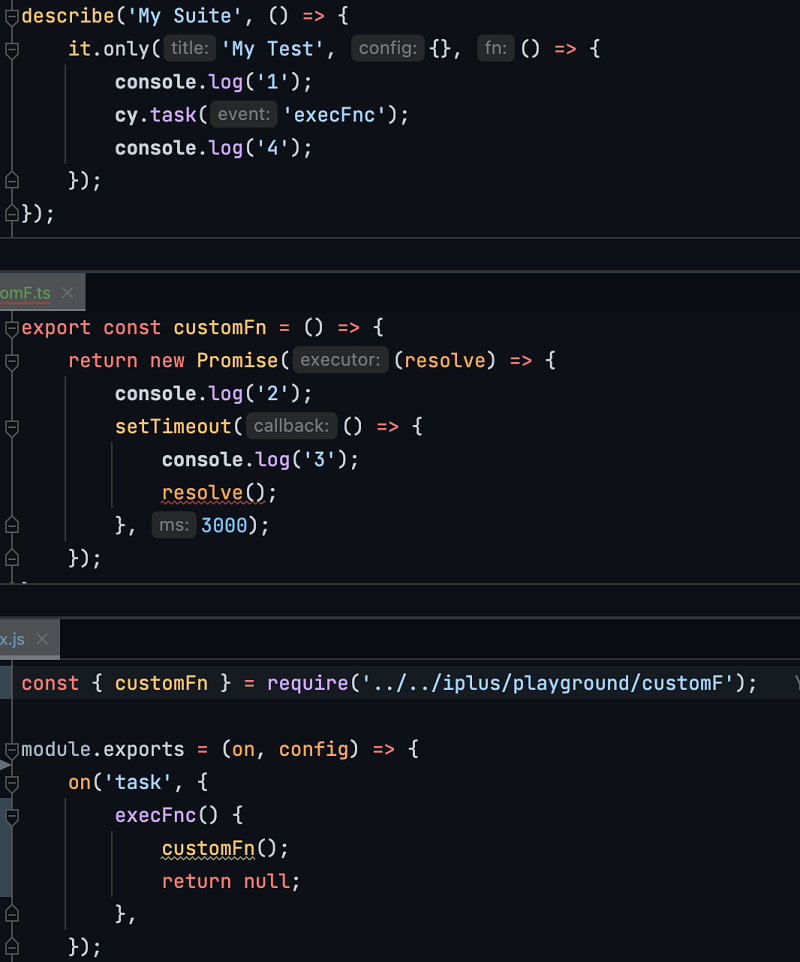 describe('My Suite', () => {
it.only( title: 'My Test', config: {}, fn: () => {
console.log('1');
cy.task( event: 'execFnc');
console.log('4');
});
});
omF.ts
export const customFn = () => {
return new Promise( executor: (resolve) => {
console.log('2');
setTimeout( callback: () => {
console.log('3');
resolve();
}, ms: 3000);
});
x.js
const { customFn } = require('../../iplus/playground/customF');
module.exports = (on, config) => {
on('task', {
execFnc() {
customFn();
return null;
},
});